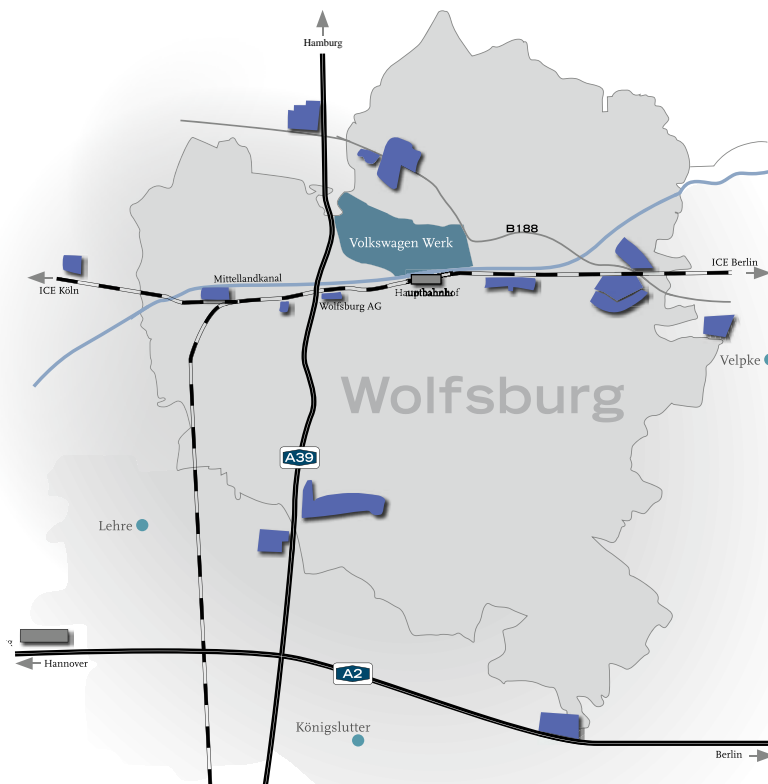 Hamburg
B188
Volkswagen Werk
ICE Berlin
Mittellandkanal
ICE Köln
Hauptbahnhof
Wolfsburg AG
Velpke
Wolfsburg
A39
Lehre
Hannover
A2
Königslutter
Berlin